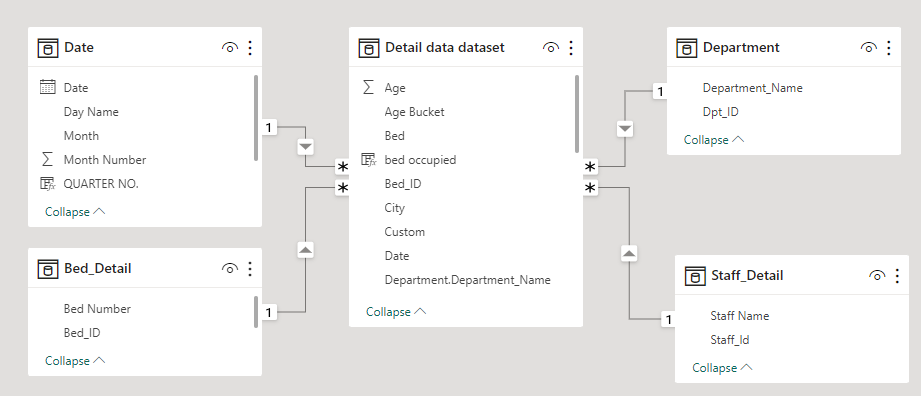 Date
Date
Day Name
Month
Month Number
QUARTER NO.
Collapse
Bed_Detail
Bed Number
Bed_ID
Collapse
1
1
Detail data dataset
Age
Age Bucket
Bed
bed occupied
Bed_ID
City
Custom
Date
Department.Department_Name
Collapse
*
*
*
*
Department
Department_Name
Dpt_ID
Collapse
1
Staff_Detail
Staff Name
Staff_Id
Collapse
1